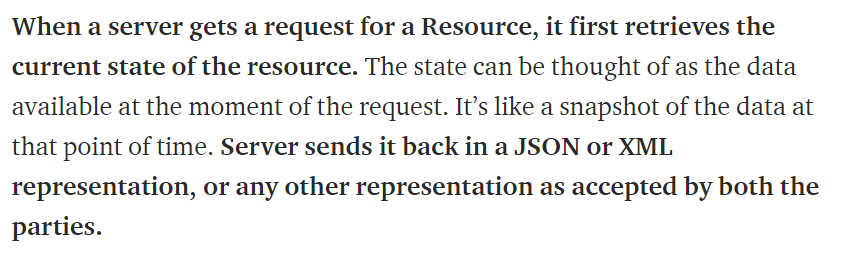 When a server gets a request for a Resource, it first retrieves the
current state of the resource. The state can be thought of as the data
available at the moment of the request. It’s like a snapshot of the data at
that point of time. Server sends it back in a JSON or XML
representation, or any other representation as accepted by both the
parties.